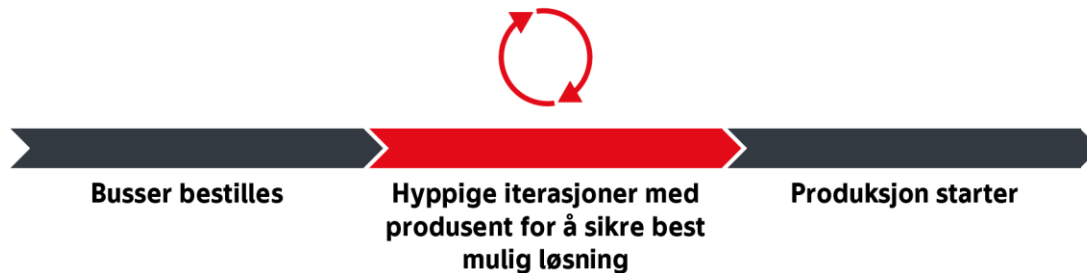 Busser bestilles
Hyppige iterasjoner med
produsent for å sikre best
mulig løsning
Produksjon starter